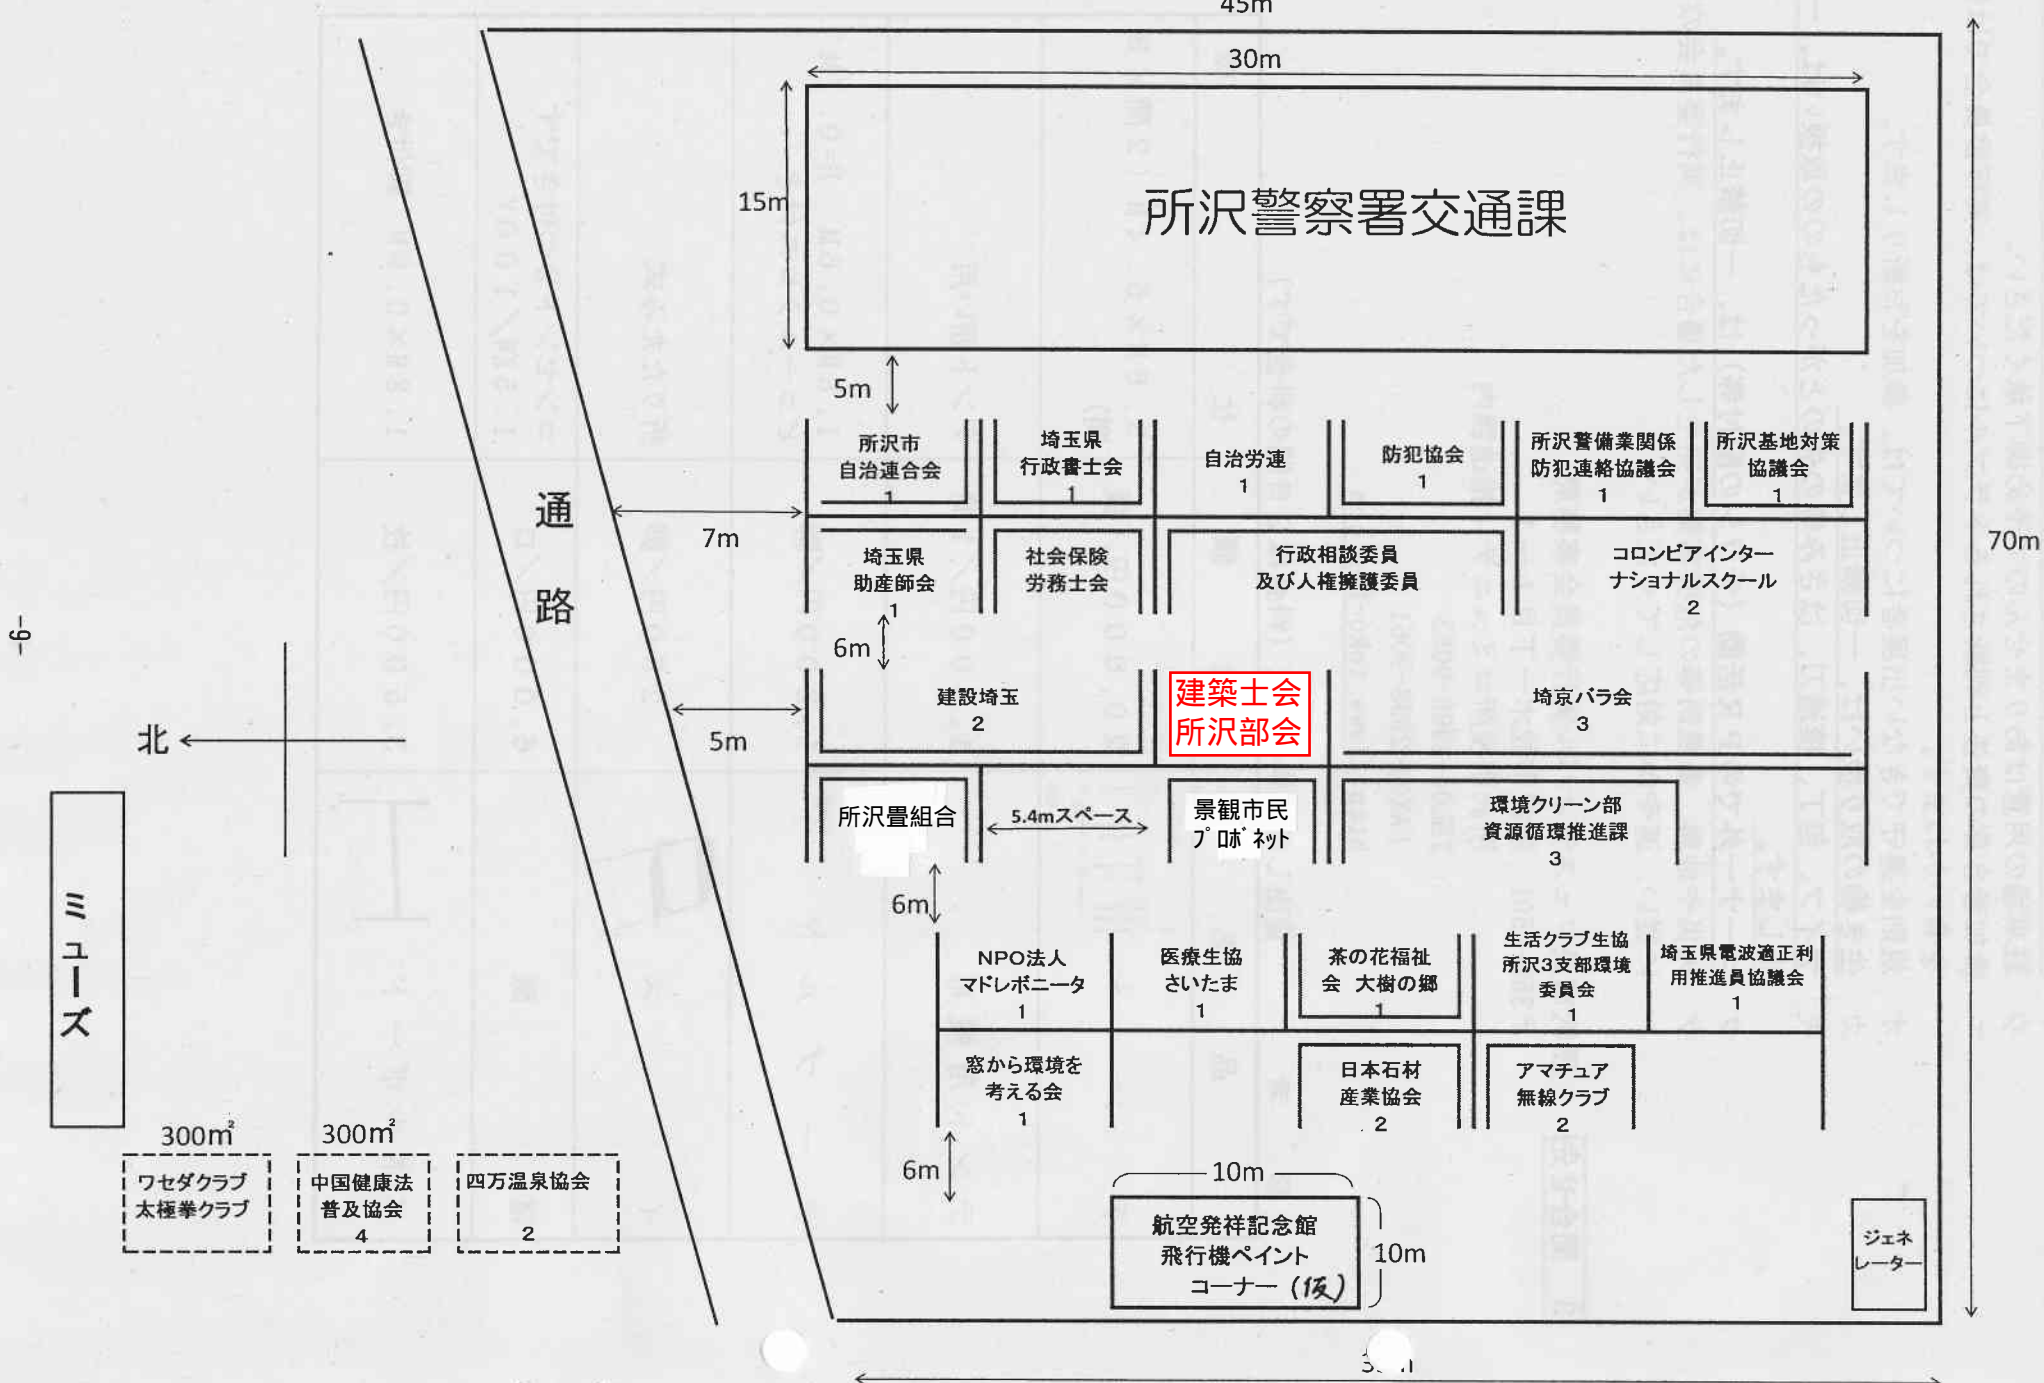 45m
30m
15m
所沢警察署交通課
5m
所沢市
自治連合会
1
埼玉県
行政書士会
1
自治労連
1
防犯協会
1
所沢警備業関係
防犯連絡協議会
1
所沢基地対策
協議会
1
通
路
7m
70m
埼玉県
助産師会
1
社会保険
労務士会
行政相談委員
及び人権擁護委員
コロンビアインター
ナショナルスクール
2
-6-
6m
建設埼玉
2
建築士会
所沢部会
埼京バラ会
3
北
5m
所沢畳組合
5.4mスペース
景観市民
プロボネット
環境クリーン部
資源循環推進課
3
6m
ミューズ
NPO法人
マドレボニータ
1
医療生協
さいたま
1
茶の花福祉
会 大樹の郷
1
生活クラブ生協
所沢3支部環境
委員会
1
埼玉県電波適正利
用推進員協議会
1
窓から環境を
考える会
1
日本石材
産業協会
2
アマチュア
無線クラブ
2
300㎡
300㎡
ワセダクラブ
太極拳クラブ
中国健康法
普及協会
4
四万温泉協会
2
6m
10m
航空発祥記念館
飛行機ペイント
コーナー(仮)
10m
ジェネ
レーター